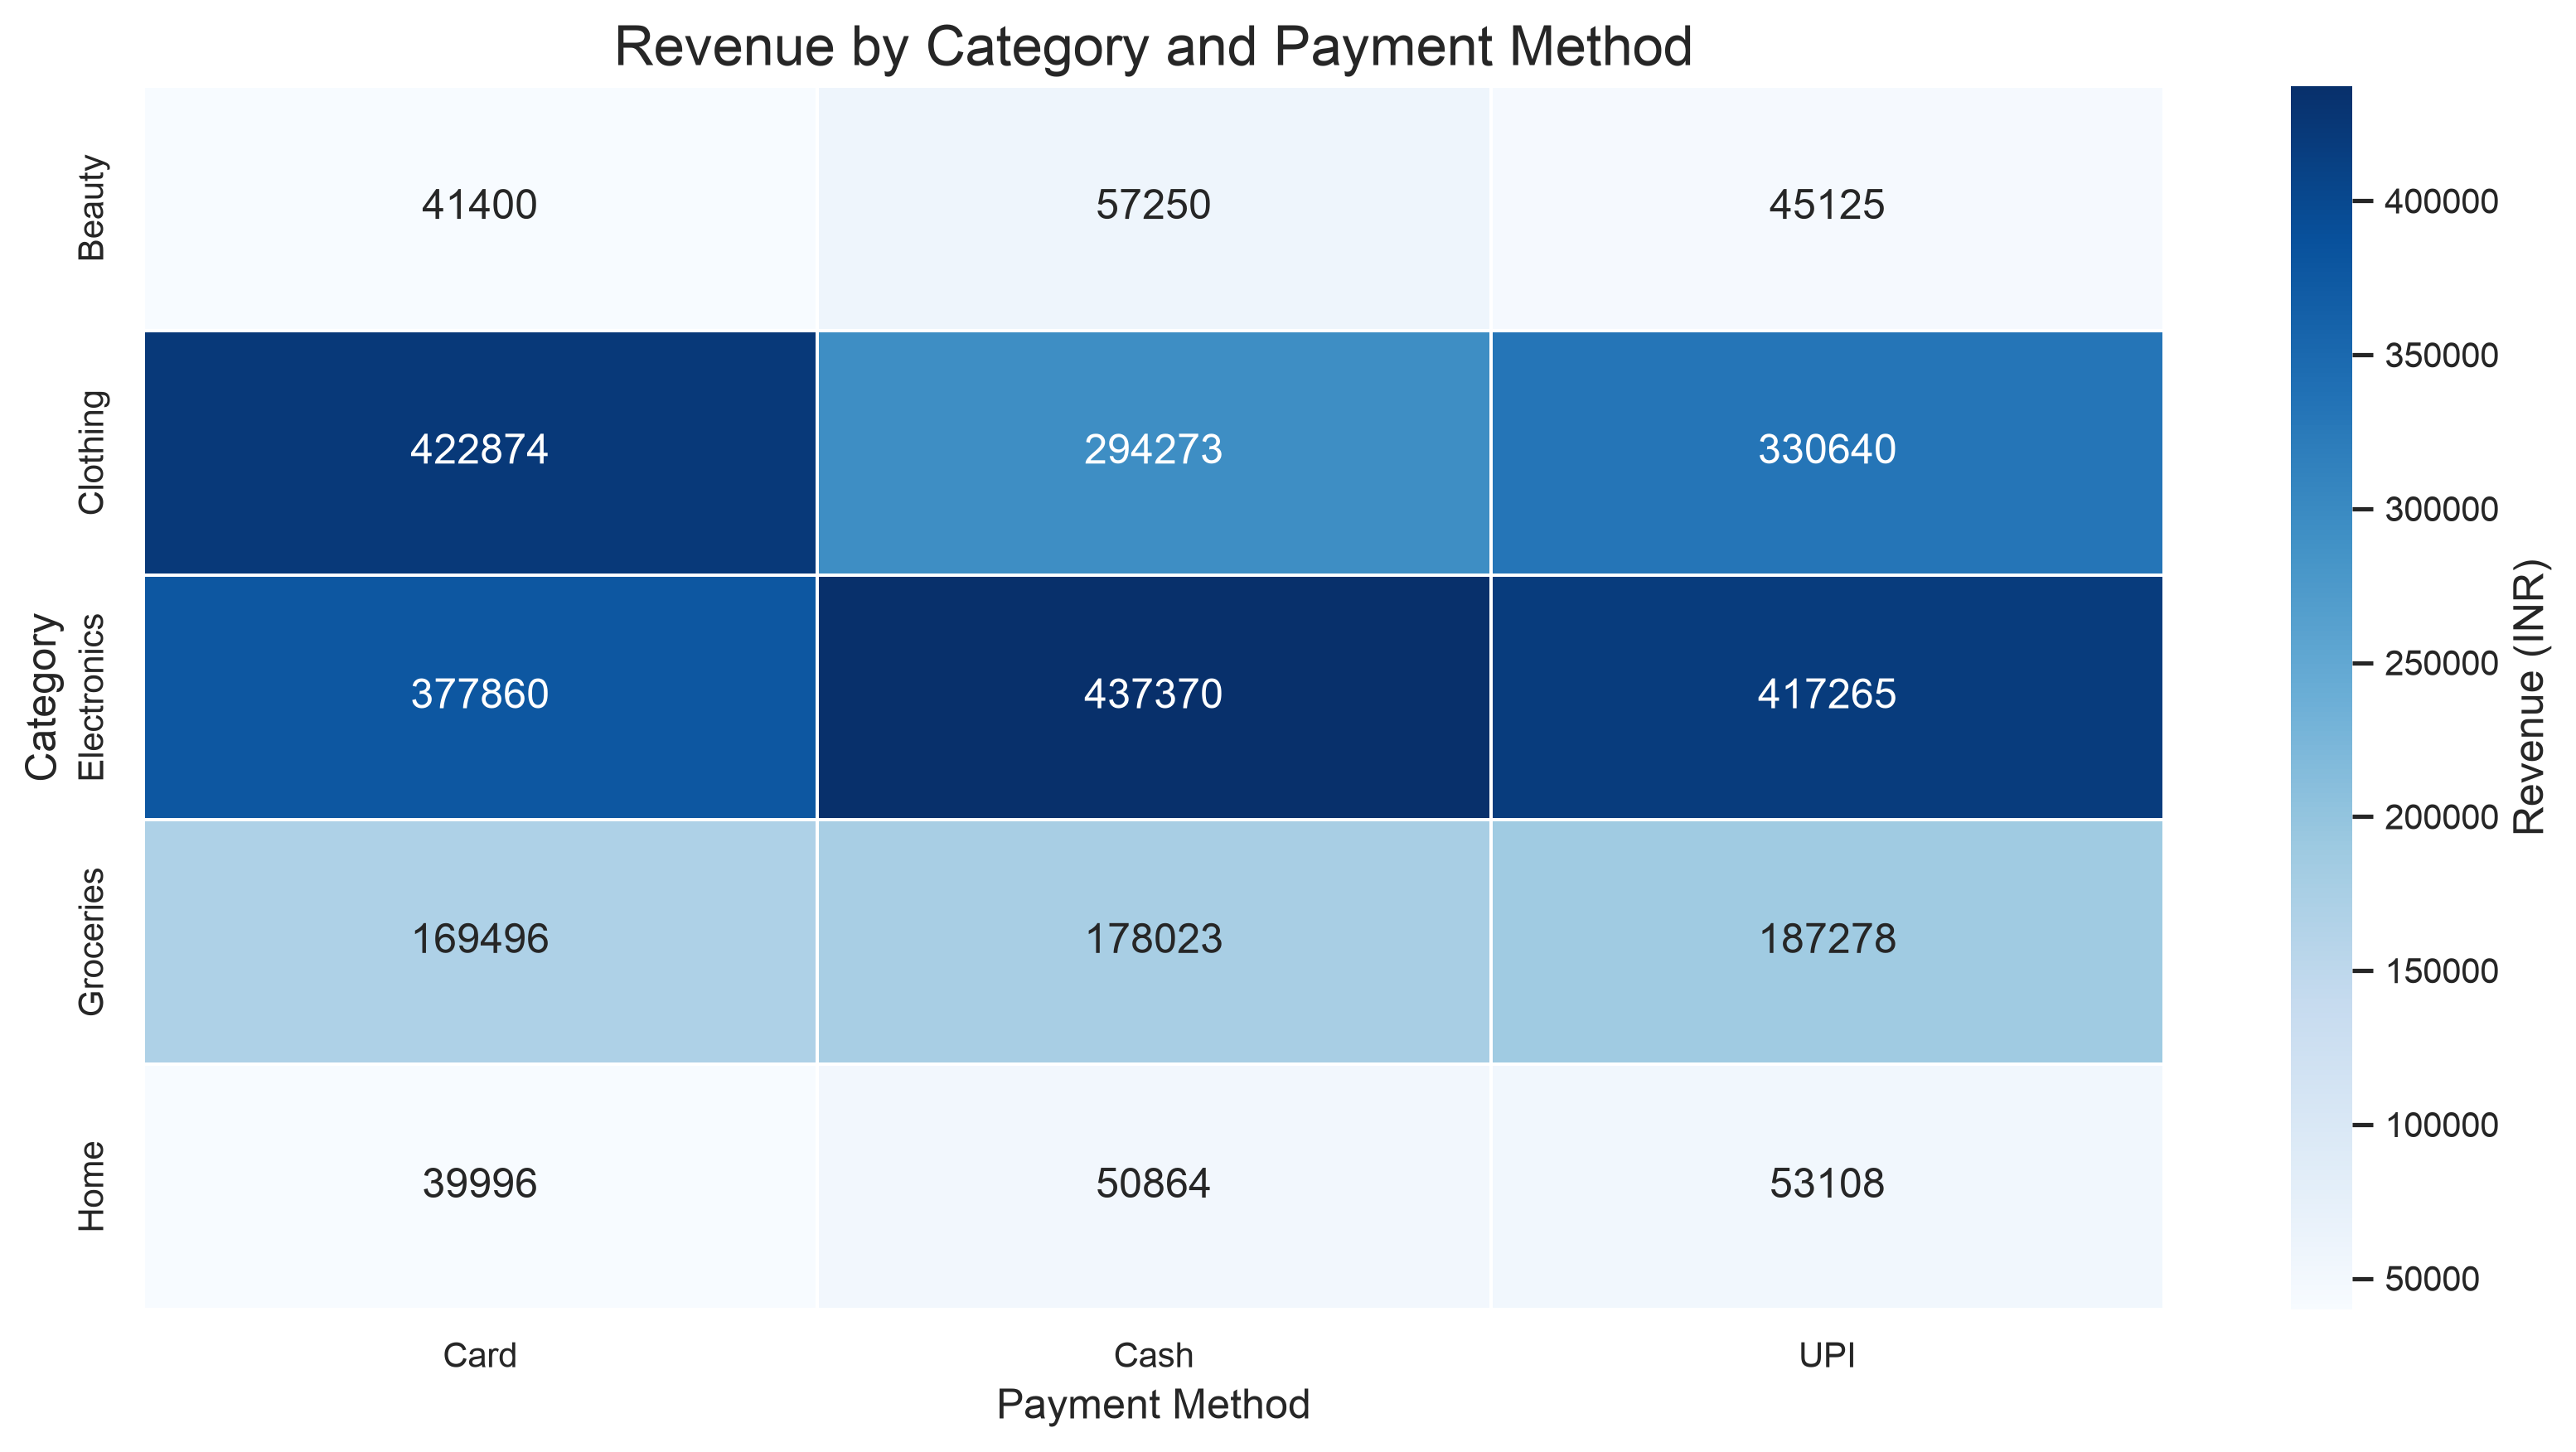 Revenue by Category and Payment Method
Category
Beauty
41400 57250 45125
Clothing
422874 294273 330640
Electronics
377860 437370 417265
Groceries
169496 178023 187278
Home
39996 50864 53108
Card Cash UPI
Payment Method
400000
350000
300000
250000
200000
150000
100000
50000
Revenue (INR)